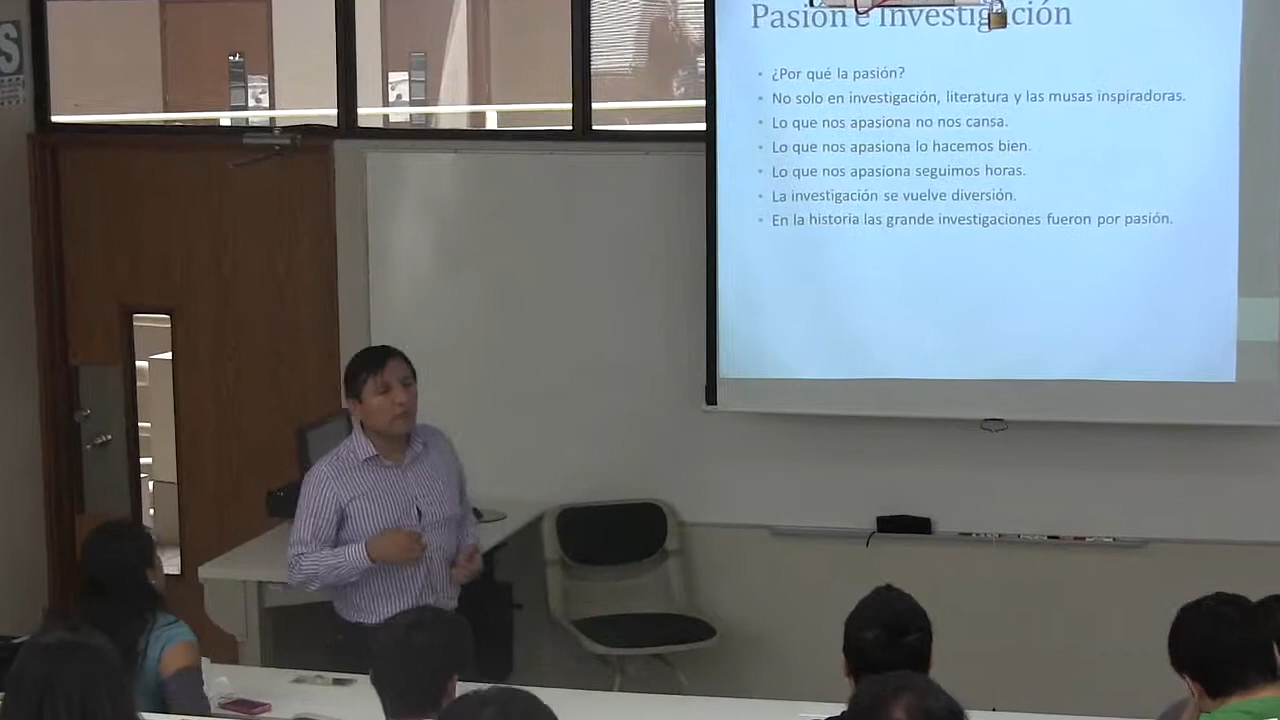 S
Pasión e Investigación
• ¿Por qué la pasión?
• No solo en investigación, literatura y las musas inspiradoras.
• Lo que nos apasiona no nos cansa.
• Lo que nos apasiona lo hacemos bien.
• Lo que nos apasiona seguimos horas.
• La investigación se vuelve diversión.
• En la historia las grande investigaciones fueron por pasión.